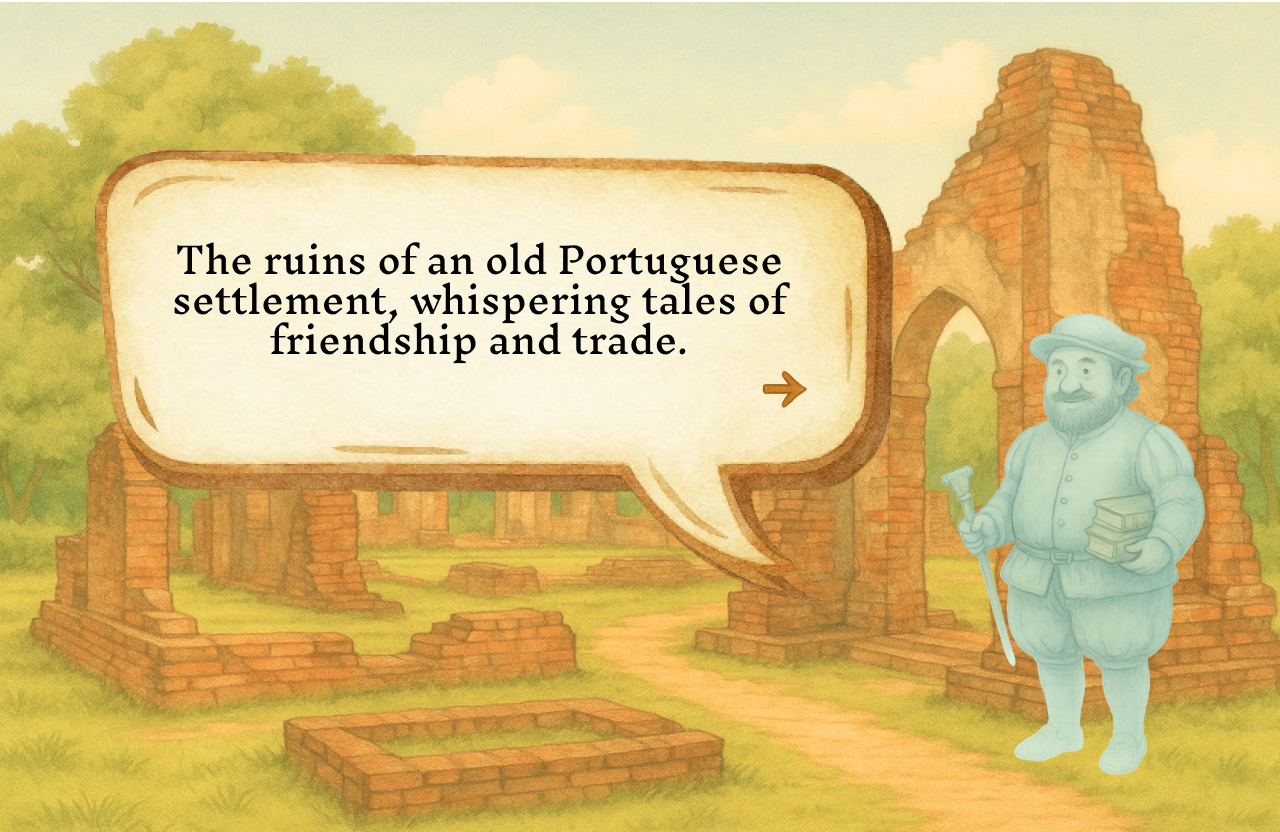 The ruins of an old Portuguese
settlement, whispering tales of
friendship and trade.